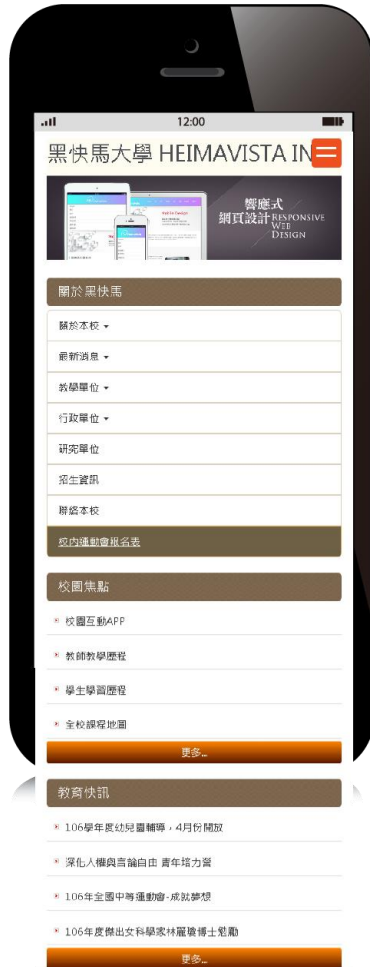 12:00
黑快馬大學 HEIMAVISTA IN
響應式
網頁設計 RESPONSIVE
WEB
DESIGN
關於黑快馬
關於本校
最新消息
教學單位
行政單位
研究單位
招生資訊
聯絡本校
校內運動會報名表
校園焦點
校園互動APP
教師教學歷程
學生學習歷程
全校課程地圖
更多...
教育快訊
106學年度幼兒園輔導，4月份開放
深化人權與言論自由 青年培力營
106年全國中等運動會-成就夢想
106年度傑出女科學家林麗瓊博士勉勵
更多...